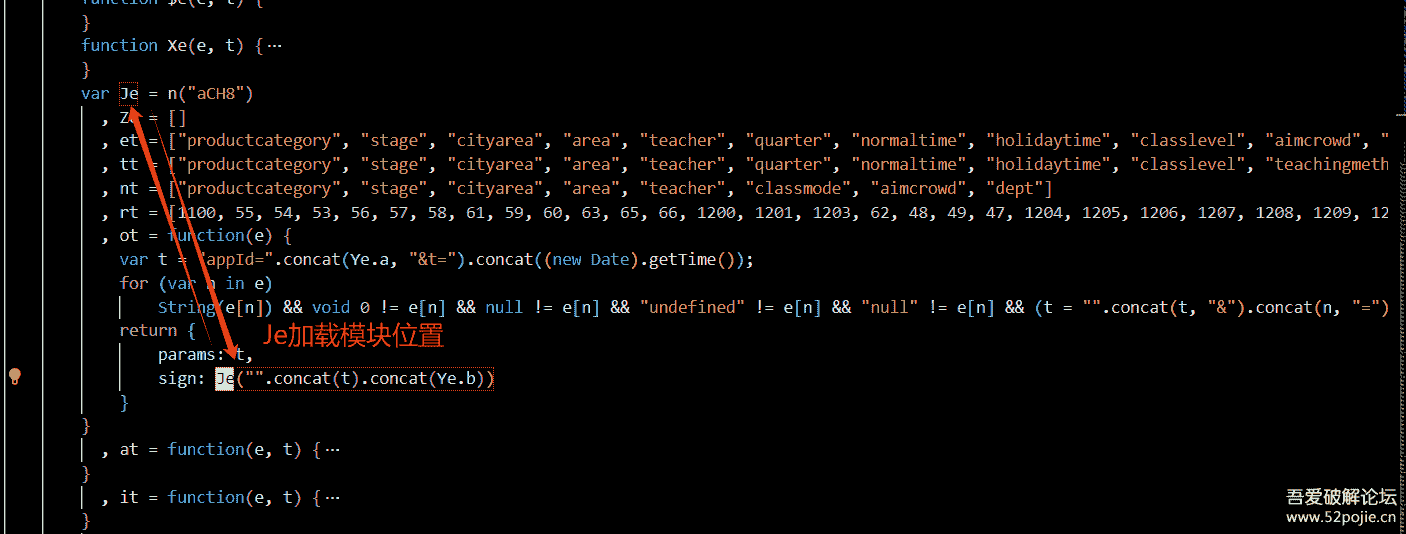 function $e(e, t) {
}
function Xe(e, t) {…
}
var Je = n("aCH8")
, Ze = []
, et = ["productcategory", "stage", "cityarea", "area", "teacher", "quarter", "normaltime", "holidaytime", "classlevel", "aimcrowd", "
, tt = ["productcategory", "stage", "cityarea", "area", "teacher", "quarter", "normaltime", "holidaytime", "classlevel", "teachingmeth
, nt = ["productcategory", "stage", "cityarea", "area", "teacher", "classmode", "aimcrowd", "dept"]
, rt = [1100, 55, 54, 53, 56, 57, 58, 61, 59, 60, 63, 65, 66, 1200, 1201, 1203, 62, 48, 49, 47, 1204, 1205, 1206, 1207, 1208, 1209, 12
, ot = function(e) {
var t = "appId=".concat(Ye.a, "&t=").concat((new Date).getTime());
for (var n in e)
String(e[n]) && void 0 != e[n] && null != e[n] && "undefined" != e[n] && "null" != e[n] && (t = "".concat(t, "&").concat(n, "=")
return {
Je加载模块位置
params: t,
sign: Je("".concat(t).concat(Ye.b))
}
}
, at = function(e, t) {…
}
, it = function(e, t) {…
}
吾爱破解论坛
www.52pojie.cn